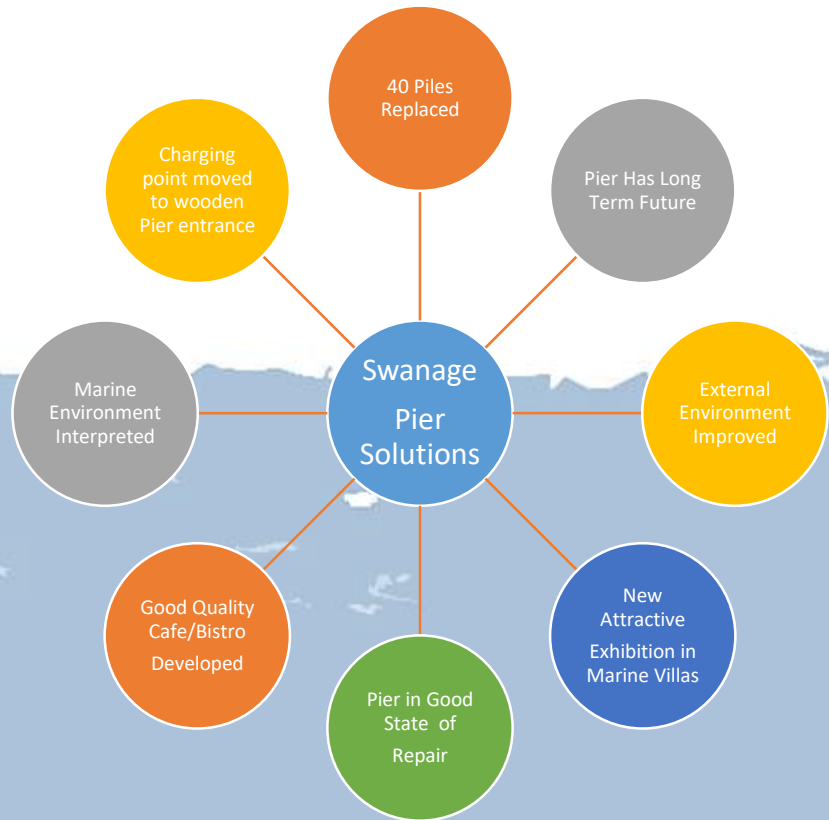 40 Piles
Replaced
Pier Has Long
Term Future
External
Environment
Improved
New
Attractive
Exhibition in
Marine Villas
Pier in Good
State of
Repair
Good Quality
Cafe/Bistro
Developed
Marine
Environment
Interpreted
Charging
point moved
to wooden
Pier entrance
Swanage
Pier
Solutions